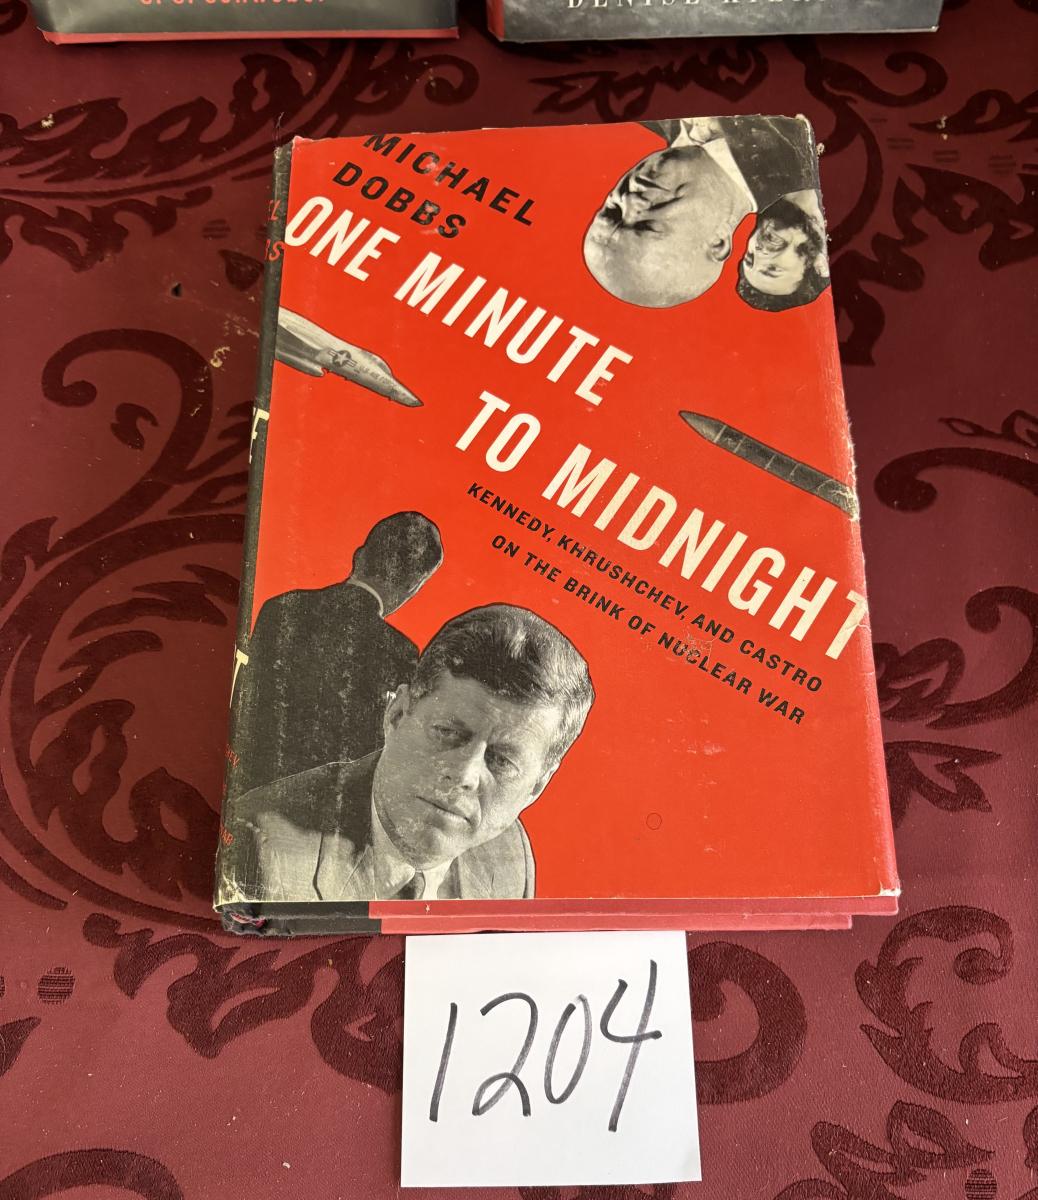 MICHAEL
DOBBS
ONE MINUTE
TO MIDNIGHT
KENNEDY, KHRUSHCHEV, AND CASTRO
ON THE BRINK OF NUCLEAR WAR
1204